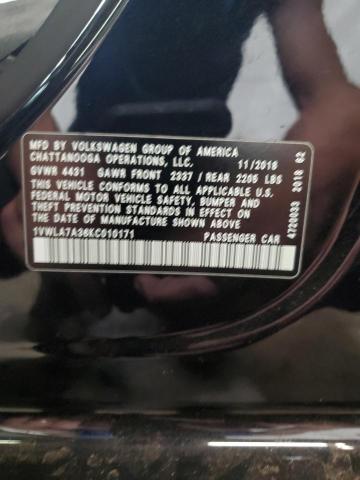 MFD BY VOLKSWAGEN GROUP OF AMERICA
CHATTANOOGA OPERATIONS, LLC. 11/2018
GVWR 4431 GAWR FRONT 2337 / REAR 2205 LBS
THIS VEHICLE CONFORMS TO ALL APPLICABLE U.S.
FEDERAL MOTOR VEHICLE SAFETY, BUMPER AND
THEFT PREVENTION STANDARDS IN EFFECT ON
DATE OF MANUFACTURE SHOWN ABOVE
1VWLA7A36KC010171 PASSENGER CAR
4720033 2018 02